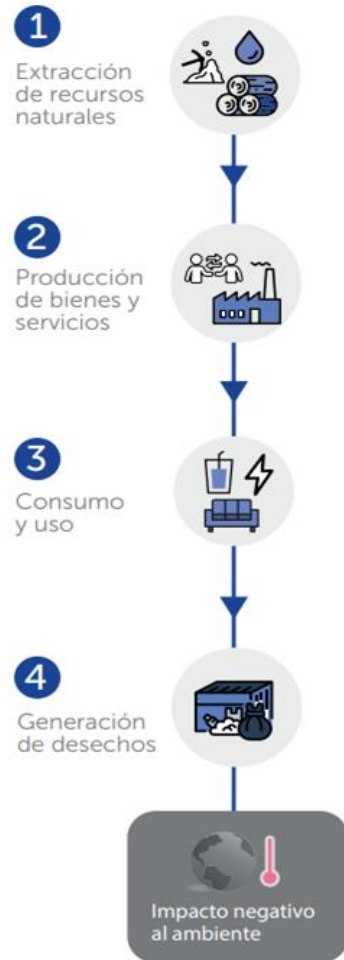 1
Extracción
de recursos
naturales
2
Producción
de bienes y
servicios
3
Consumo
y uso
4
Generación
de desechos
Impacto negativo
al ambiente